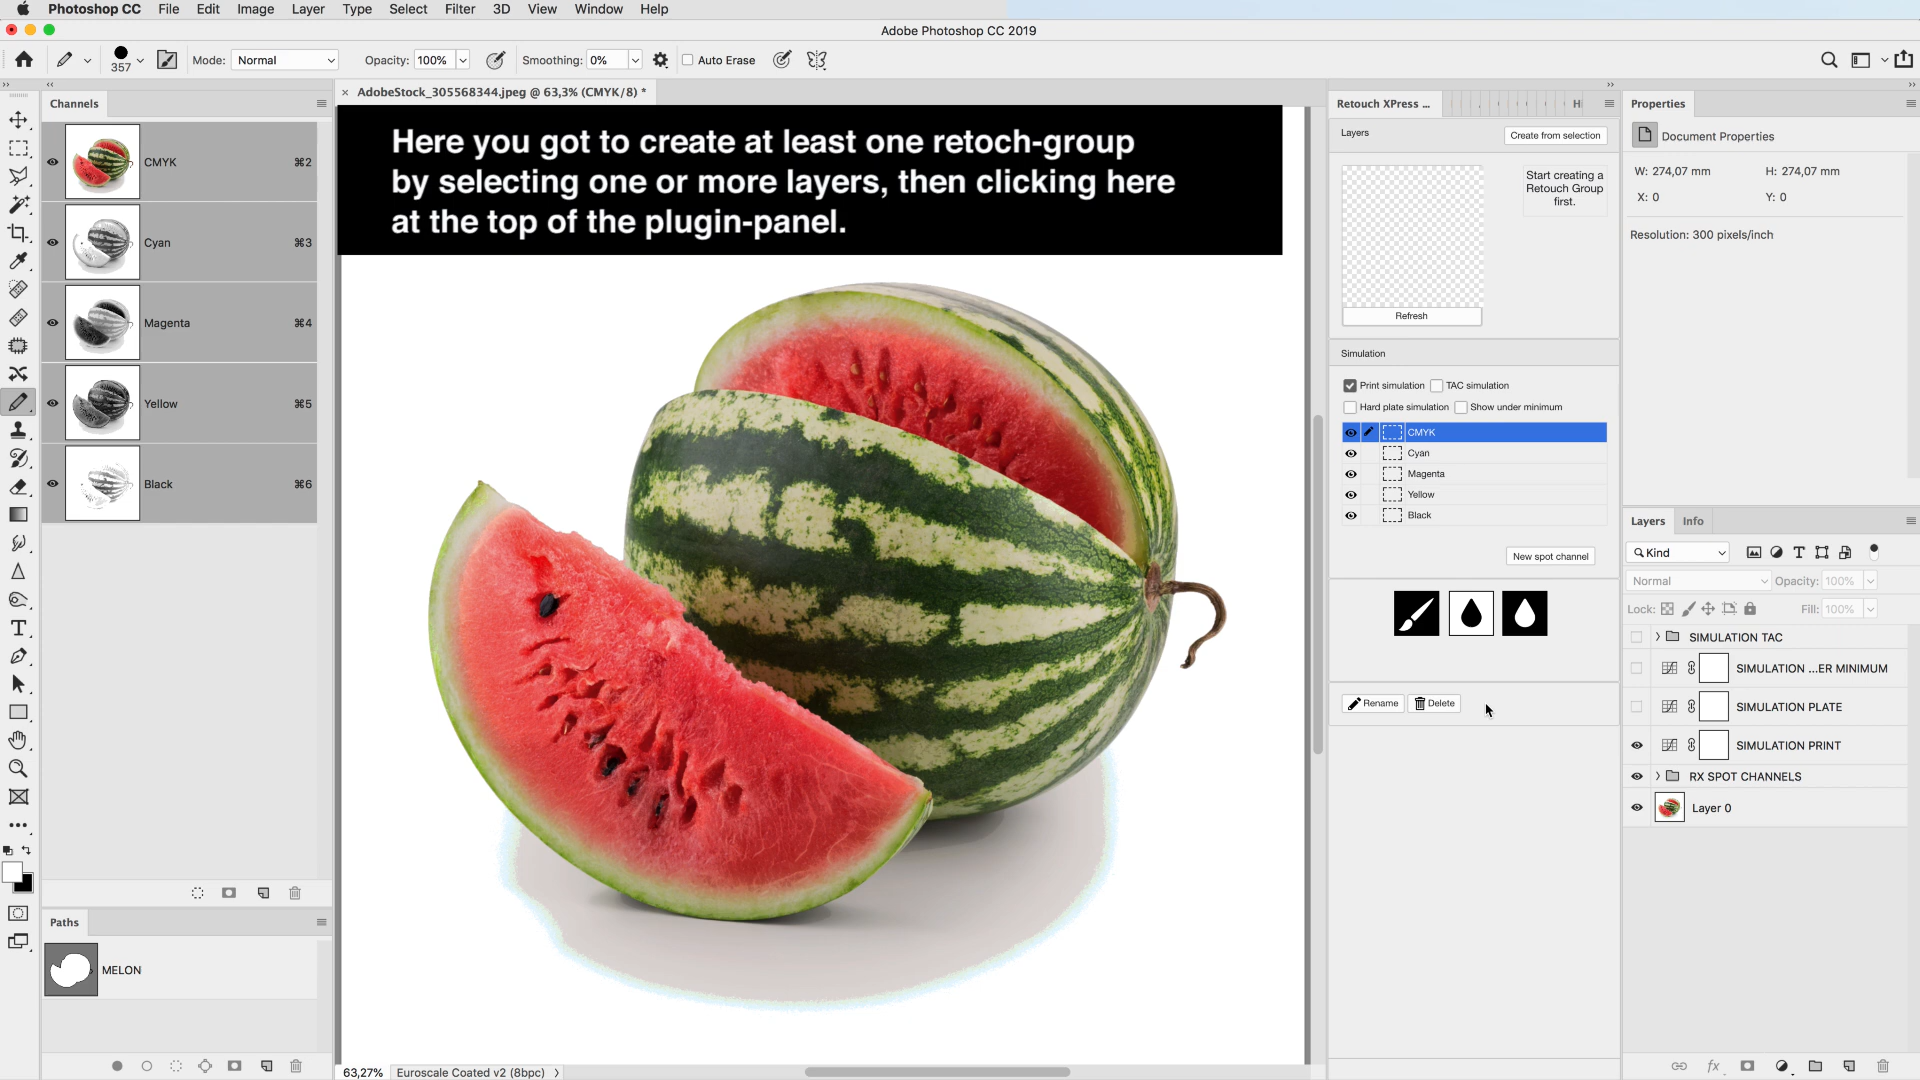 Photoshop CC File Edit Image Layer Type Select Filter 3D View Window Help
Adobe Photoshop CC 2019
357 Mode: Normal Opacity: 100% Smoothing: 0% Auto Erase
Channels
CMYK ⌘2
Cyan ⌘3
Magenta ⌘4
Yellow ⌘5
Black ⌘6
Paths
MELON
× AdobeStock_305568344.jpeg @ 63,3% (CMYK/8) *
Here you got to create at least one retoch-group
by selecting one or more layers, then clicking here
at the top of the plugin-panel.
63,27% Euroscale Coated v2 (8bpc) >
Retouch XPress ...
Layers Create from selection
Start creating a
Retouch Group
first.
Refresh
Simulation
Print simulation TAC simulation
Hard plate simulation Show under minimum
CMYK
Cyan
Magenta
Yellow
Black
New spot channel
Rename Delete
Properties
Document Properties
W: 274,07 mm H: 274,07 mm
X: 0 Y: 0
Resolution: 300 pixels/inch
Layers Info
Kind
Normal Opacity: 100%
Lock: Fill: 100%
SIMULATION TAC
SIMULATION ...ER MINIMUM
SIMULATION PLATE
SIMULATION PRINT
RX SPOT CHANNELS
Layer 0
fx